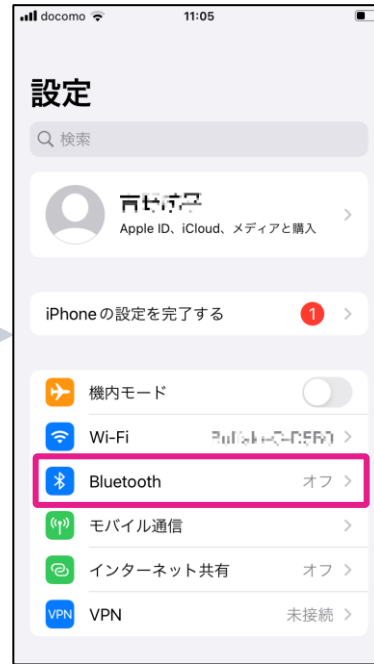 docomo 11:05
設定
検索
Apple ID、iCloud、メディアと購入
iPhoneの設定を完了する 1
機内モード
Wi-Fi
Bluetooth オフ
モバイル通信
インターネット共有 オフ
VPN VPN 未接続